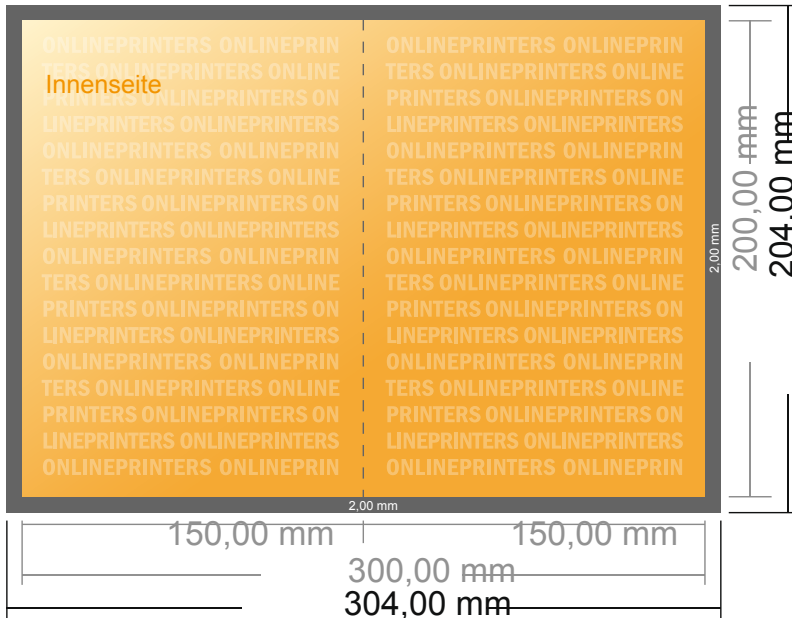 Innenseite
ONLINEPRINTERS ONLINEPRIN
TERS ONLINEPRINTERS ONLINE
PRINTERS ONLINEPRINTERS ON
LINEPRINTERS ONLINEPRINTERS
ONLINEPRINTERS ONLINEPRIN
TERS ONLINEPRINTERS ONLINE
PRINTERS ONLINEPRINTERS ON
LINEPRINTERS ONLINEPRINTERS
ONLINEPRINTERS ONLINEPRIN
TERS ONLINEPRINTERS ONLINE
PRINTERS ONLINEPRINTERS ON
LINEPRINTERS ONLINEPRINTERS
ONLINEPRINTERS ONLINEPRIN
TERS ONLINEPRINTERS ONLINE
PRINTERS ONLINEPRINTERS ON
LINEPRINTERS ONLINEPRINTERS
ONLINEPRINTERS ONLINEPRIN
ONLINEPRINTERS ONLINEPRIN
TERS ONLINEPRINTERS ONLINE
PRINTERS ONLINEPRINTERS ON
LINEPRINTERS ONLINEPRINTERS
ONLINEPRINTERS ONLINEPRIN
TERS ONLINEPRINTERS ONLINE
PRINTERS ONLINEPRINTERS ON
LINEPRINTERS ONLINEPRINTERS
ONLINEPRINTERS ONLINEPRIN
TERS ONLINEPRINTERS ONLINE
PRINTERS ONLINEPRINTERS ON
LINEPRINTERS ONLINEPRINTERS
ONLINEPRINTERS ONLINEPRIN
TERS ONLINEPRINTERS ONLINE
PRINTERS ONLINEPRINTERS ON
LINEPRINTERS ONLINEPRINTERS
ONLINEPRINTERS ONLINEPRIN
2,00 mm
200,00 mm
204,00 mm
2,00 mm
150,00 mm
150,00 mm
300,00 mm
304,00 mm